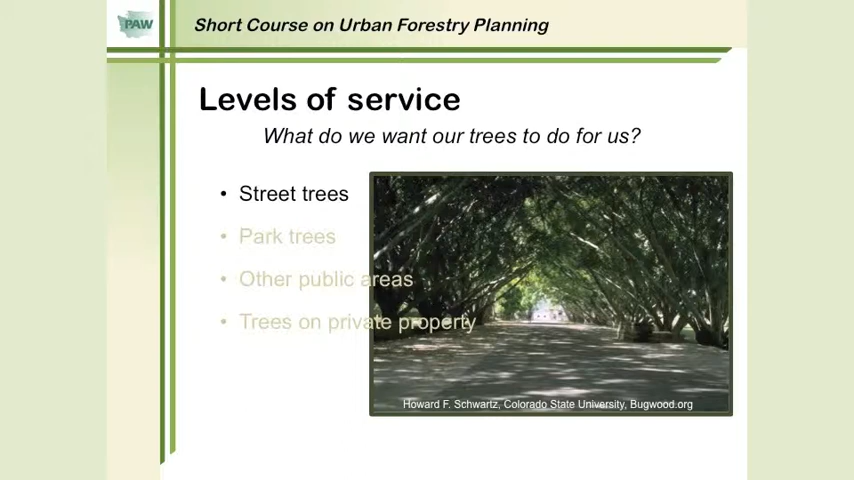 PAW
Short Course on Urban Forestry Planning
Levels of service
What do we want our trees to do for us?
• Street trees
• Park trees
• Other public areas
• Trees on private property
Howard F. Schwartz, Colorado State University, Bugwood.org